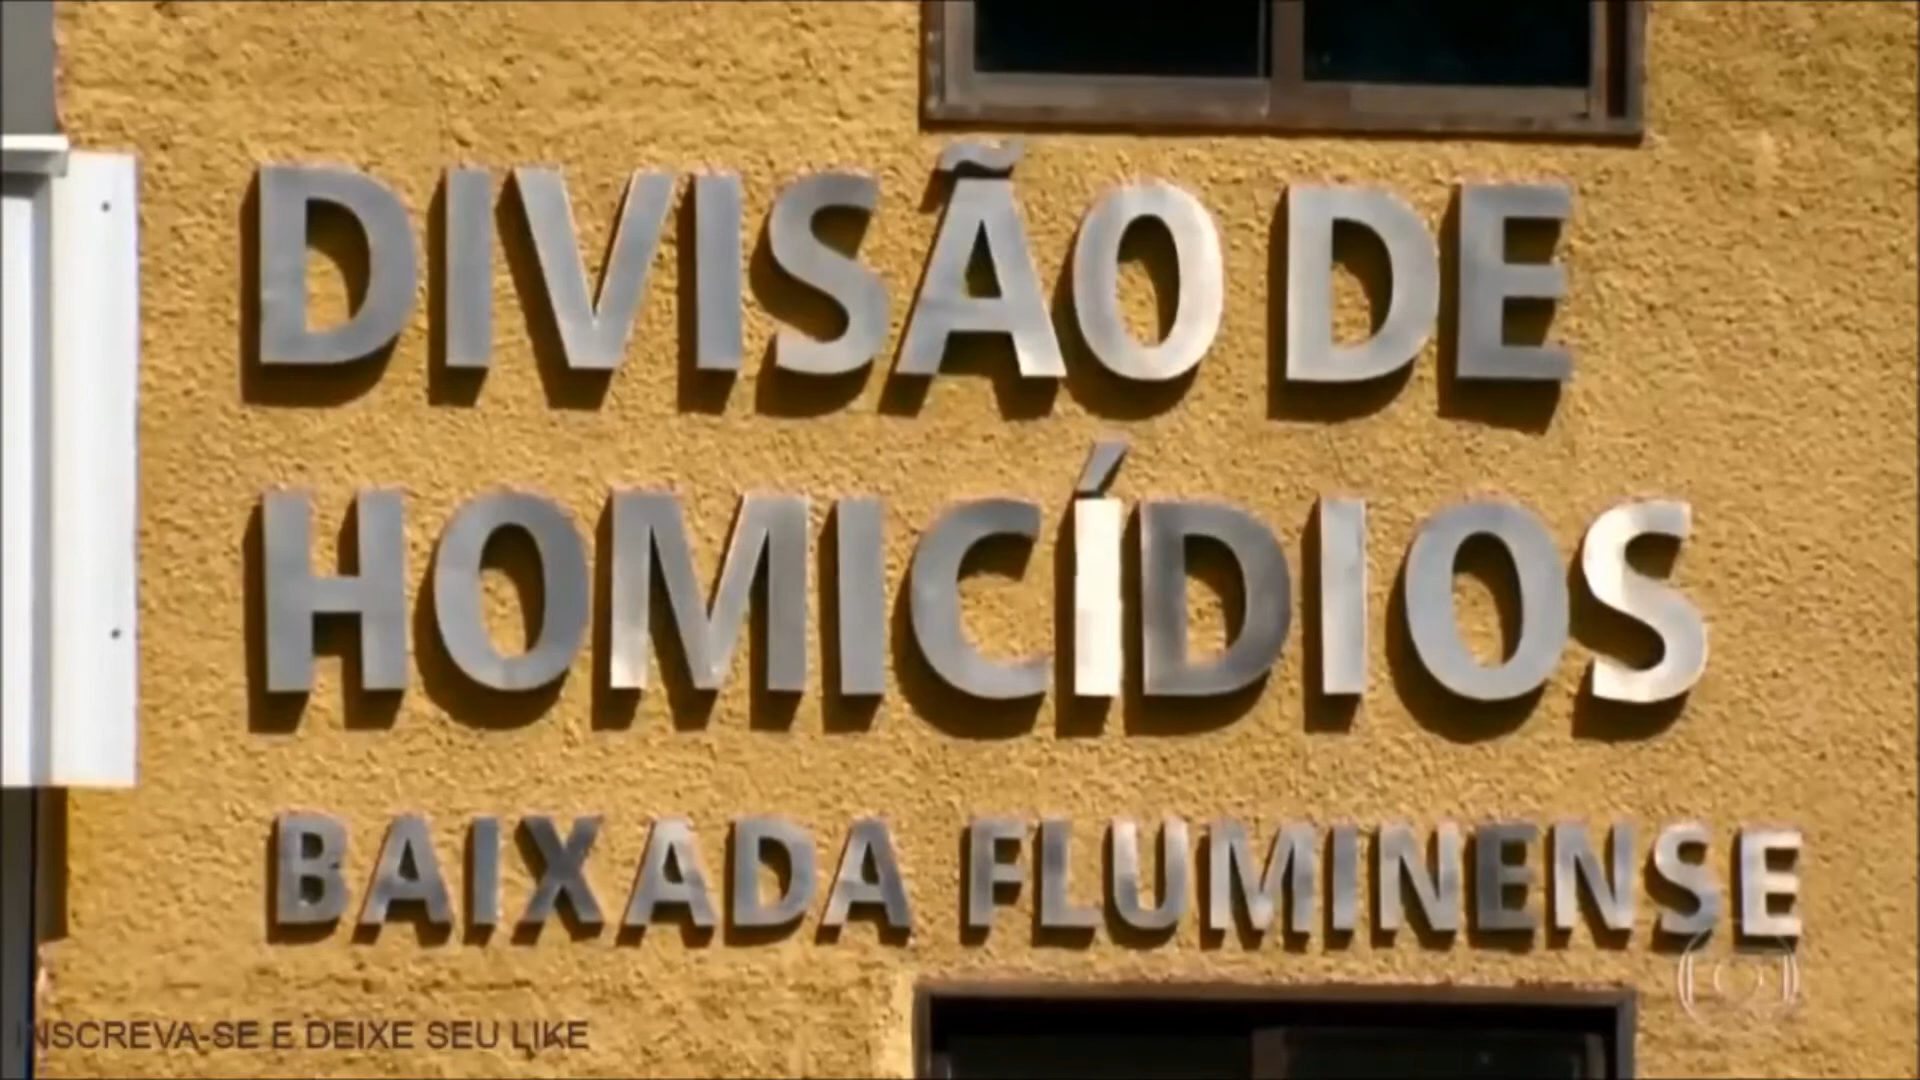 DIVISÃO DE
HOMICÍDIOS
BAIXADA FLUMINENSE
INSCREVA-SE E DEIXE SEU LIKE